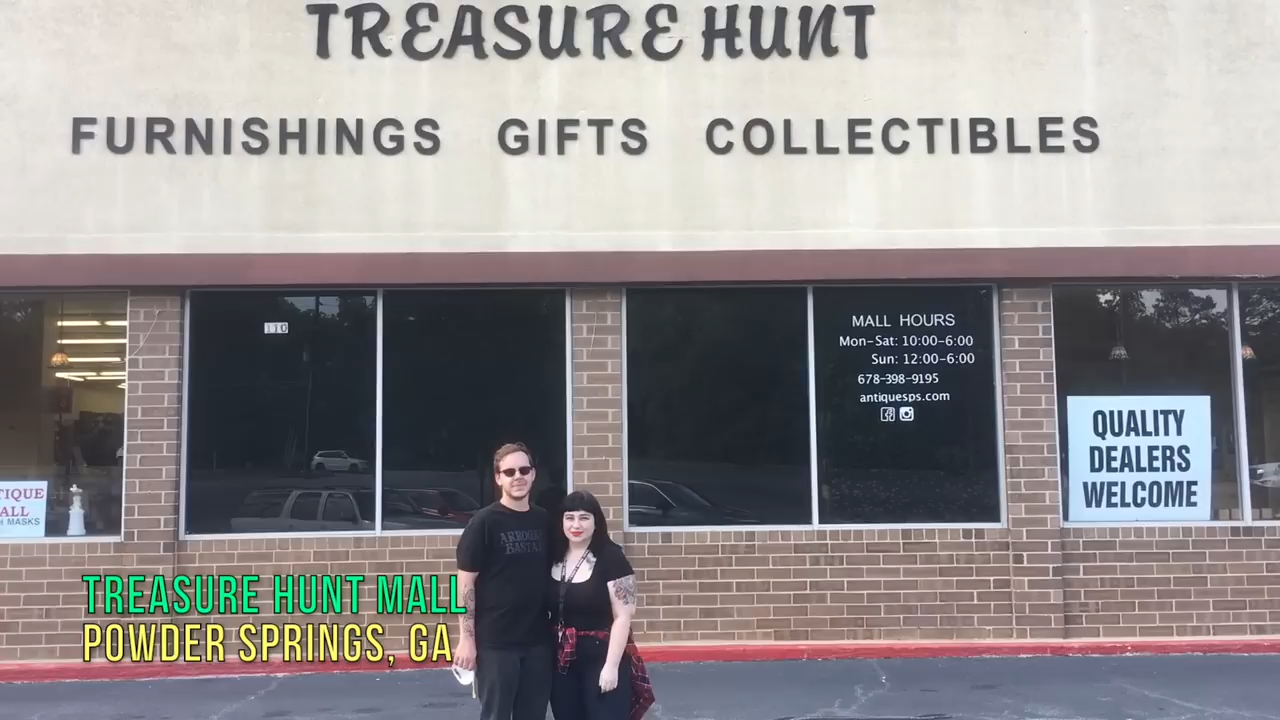 TREASURE HUNT
FURNISHINGS GIFTS COLLECTIBLES
110
MALL HOURS
Mon-Sat: 10:00-6:00
Sun: 12:00-6:00
678-398-9195
antiquesps.com
QUALITY
DEALERS
WELCOME
TIQUE
ALL
MASKS
TREASURE HUNT MALL
POWDER SPRINGS, GA